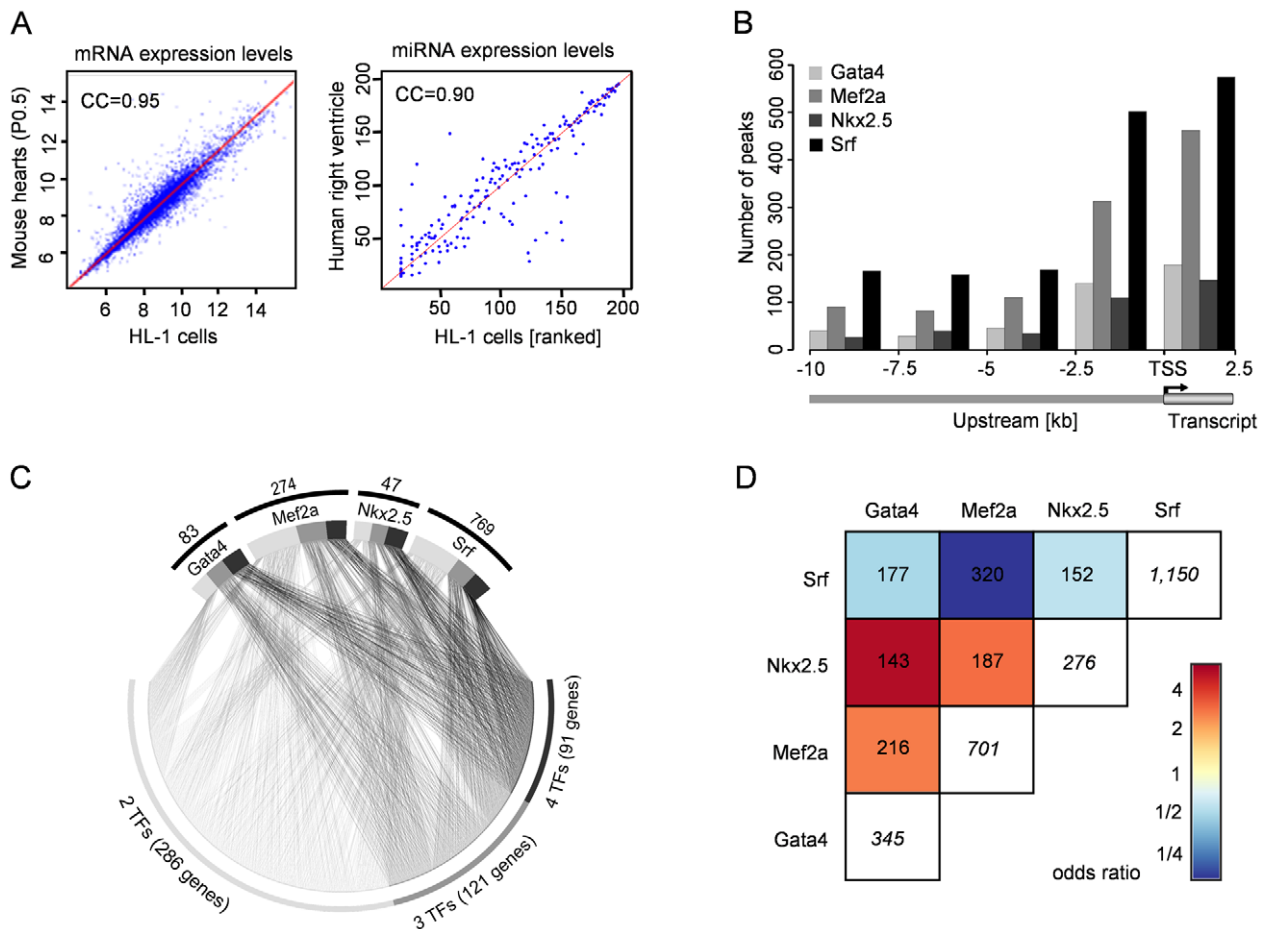 A
mRNA expression levels
CC=0.95
Mouse hearts (P0.5)
14
12
10
8
6
6 8 10 12 14
HL-1 cells
miRNA expression levels
CC=0.90
Human right ventricle
200
150
100
50
50 100 150 200
HL-1 cells [ranked]
B
Gata4
Mef2a
Nkx2.5
Srf
Number of peaks
600
500
400
300
200
100
0
-10 -7.5 -5 -2.5 TSS 2.5
Upstream [kb] Transcript
C
83 274 47 769
Gata4 Mef2a Nkx2.5 Srf
2 TFs (286 genes)
3 TFs (121 genes)
4 TFs (91 genes)
D
Gata4 Mef2a Nkx2.5 Srf
Srf 177 320 152 1,150
Nkx2.5 143 187 276
Mef2a 216 701
Gata4 345
4
2
1
1/2
1/4
odds ratio